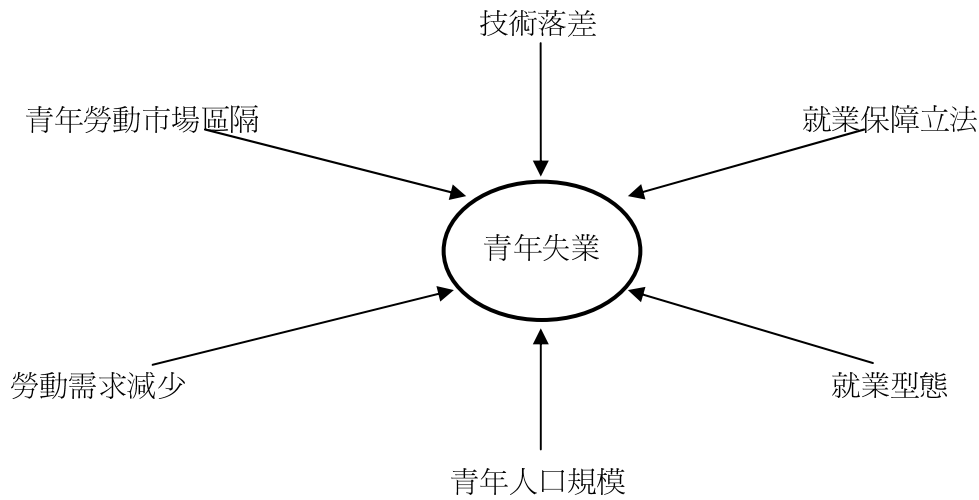 技術落差
青年勞動市場區隔
就業保障立法
青年失業
勞動需求減少
就業型態
青年人口規模